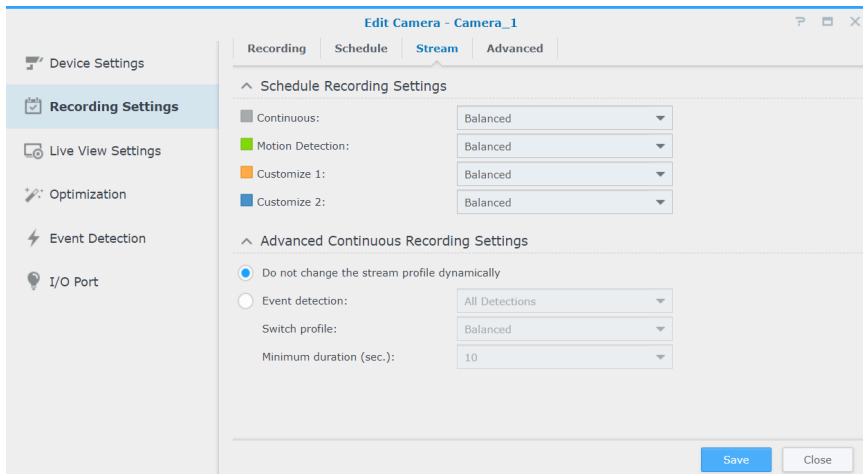 Edit Camera - Camera_1
Recording Schedule Stream Advanced
Device Settings
Recording Settings
Live View Settings
Optimization
Event Detection
I/O Port
Schedule Recording Settings
Continuous: Balanced
Motion Detection: Balanced
Customize 1: Balanced
Customize 2: Balanced
Advanced Continuous Recording Settings
Do not change the stream profile dynamically
Event detection: All Detections
Switch profile: Balanced
Minimum duration (sec.): 10
Save Close